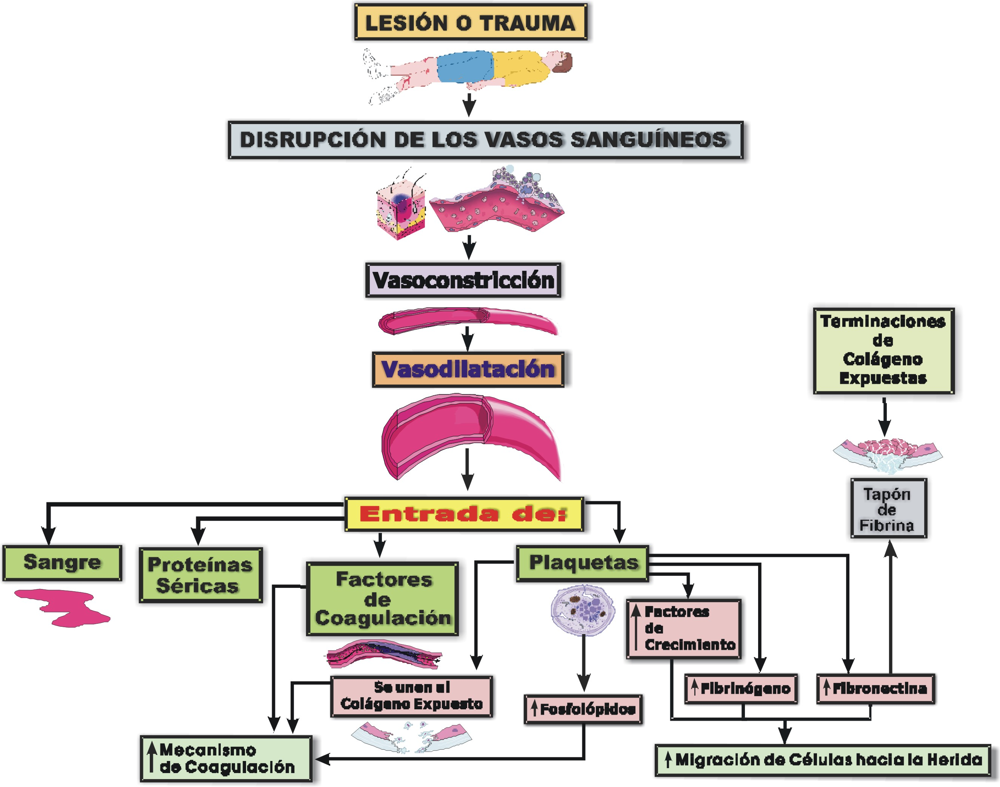 LESIÓN O TRAUMA
DISRUPCIÓN DE LOS VASOS SANGUÍNEOS
Vasoconstricción
Vasodilatación
Terminaciones
de
Colágeno
Expuestas
Tapón
de
Fibrina
Entrada de:
Sangre
Proteínas
Séricas
Factores
de
Coagulación
Plaquetas
Factores
de
Crecimiento
Se unen al
Colágeno Expuesto
Fosfolópidos
Fibrinógeno
Fibronectina
Mecanismo
de Coagulación
Migración de Células hacia la Herida